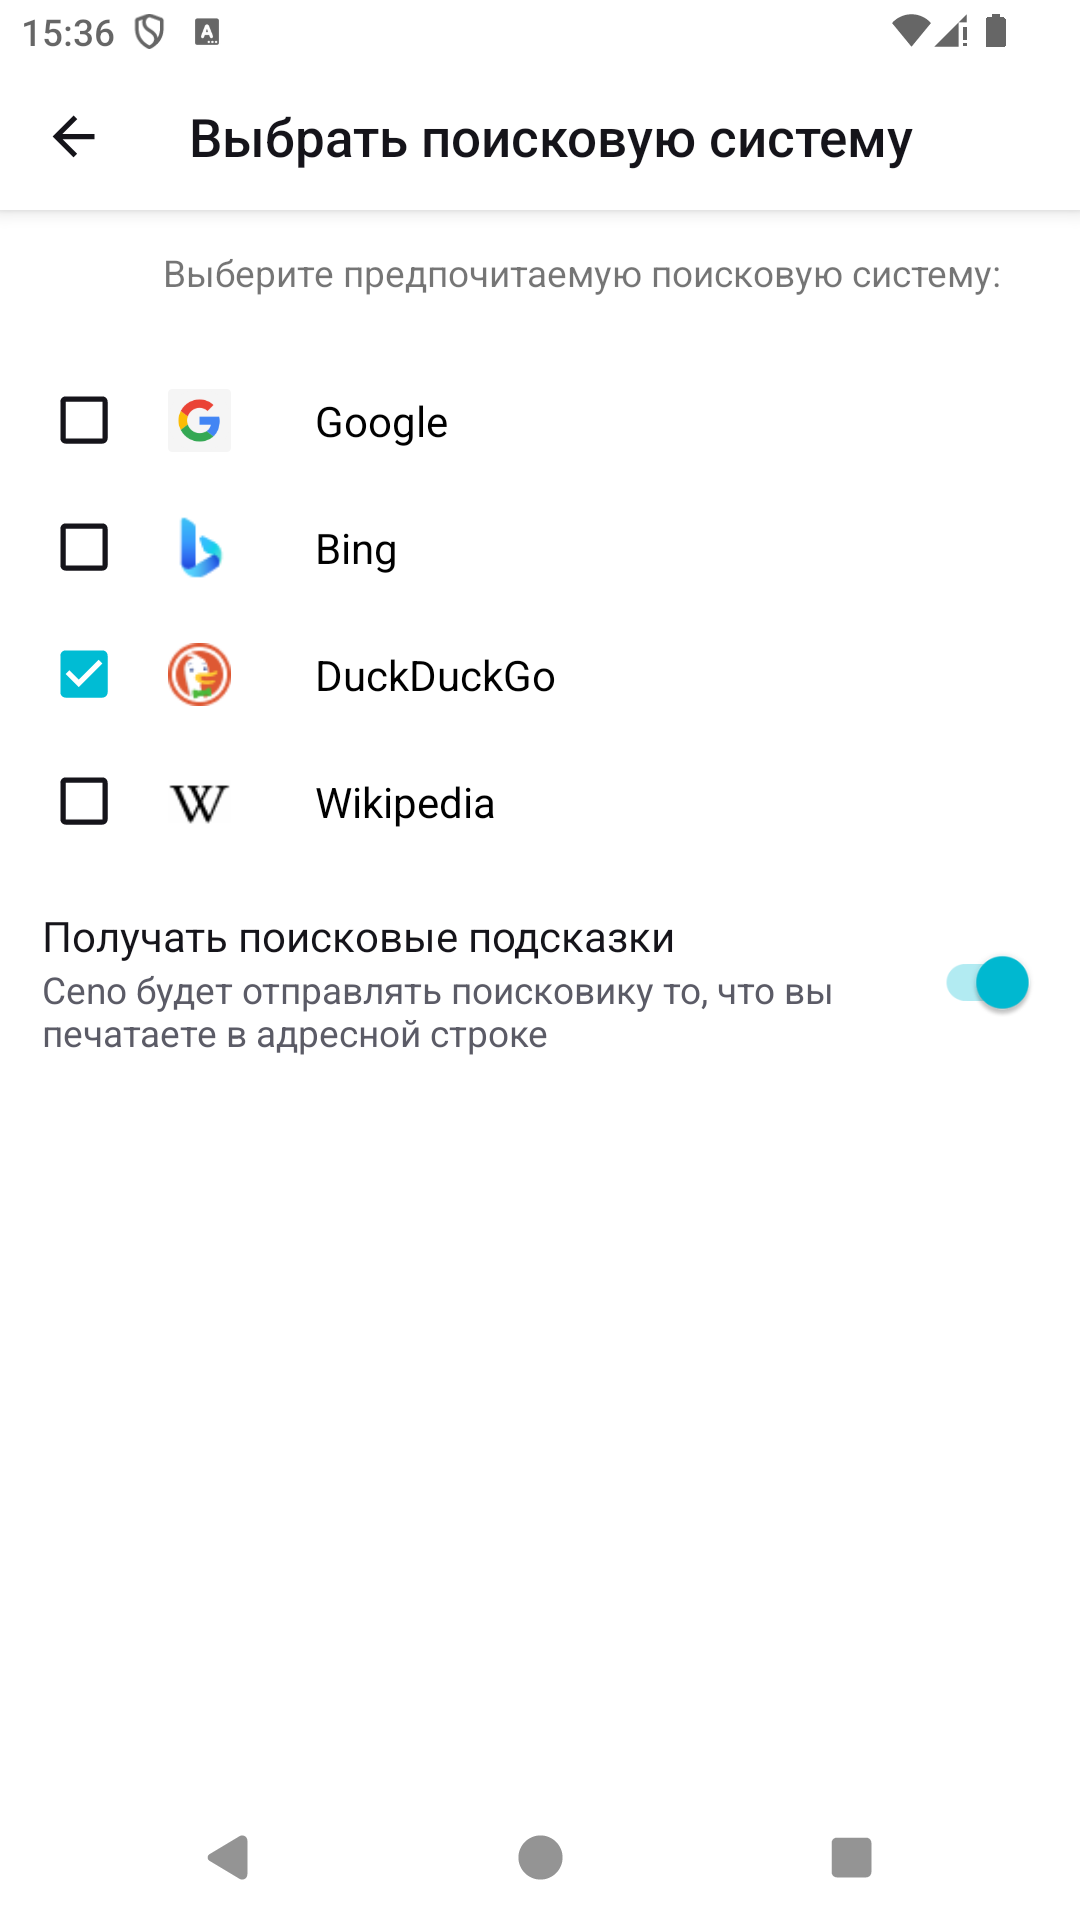 15:36
Выбрать поисковую систему
Выберите предпочитаемую поисковую систему:
Google
Bing
DuckDuckGo
W Wikipedia
Получать поисковые подсказки
Ceno будет отправлять поисковику то, что вы
печатаете в адресной строке